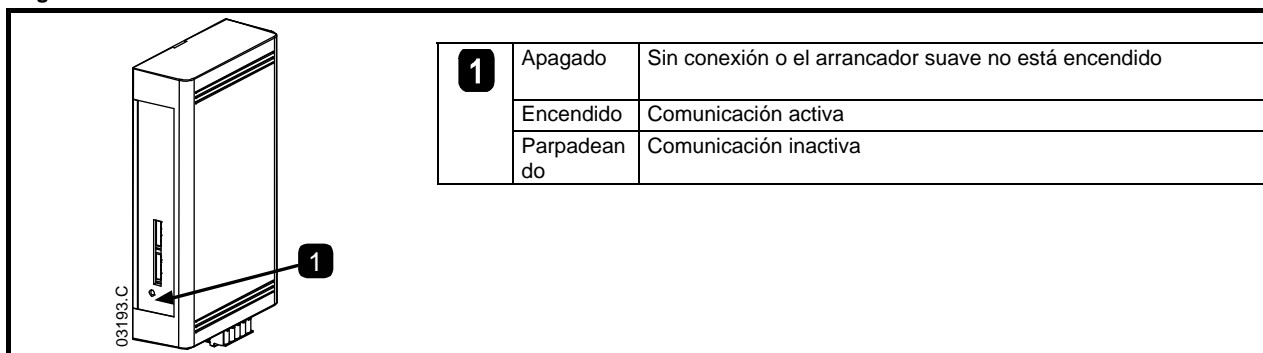 1 Apagado Sin conexión o el arrancador suave no está encendido
Encendido Comunicación activa
Parpadean Comunicación inactiva
do
1
03193.C